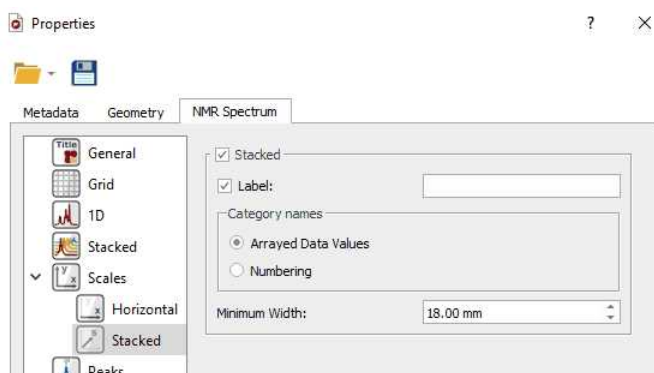 Properties
Metadata Geometry NMR Spectrum
Title
General
Grid
1D
Stacked
Scales
Horizontal
Stacked
Peaks
Stacked
Label:
Category names
Arrayed Data Values
Numbering
Minimum Width: 18.00 mm